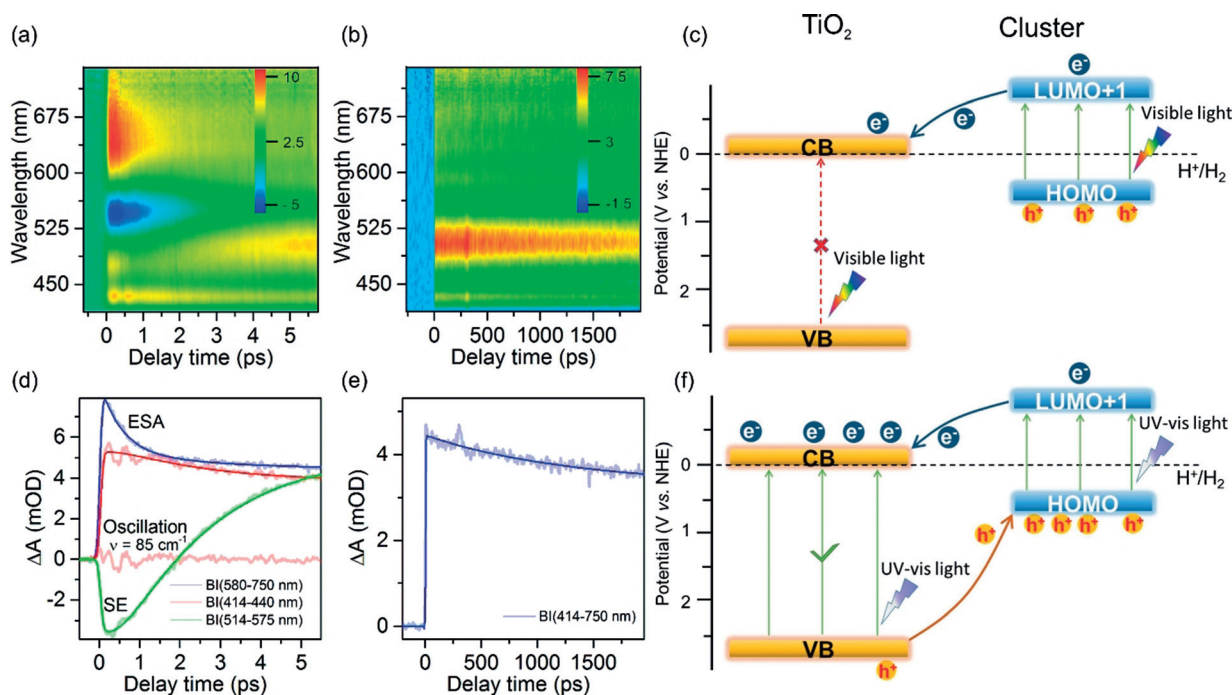 (a)
10
2.5
- 5
675
600
525
450
Wavelength (nm)
0
1
2
3
4
5
Delay time (ps)
(b)
7.5
3
-1.5
675
600
525
450
Wavelength (nm)
0
500
1000
1500
Delay time (ps)
(c)
TiO2
Cluster
e-
LUMO+1
e-
e-
Visible light
CB
0
H+/H2
HOMO
h+
h+
h+
1
Visible light
2
VB
Potential (V vs. NHE)
(d)
ESA
6
4
2
0
-2
ΔA (mOD)
Oscillation
ν = 85 cm-1
SE
BI(580-750 nm)
BI(414-440 nm)
BI(514-575 nm)
0
1
2
3
4
5
Delay time (ps)
(e)
6
4
2
0
ΔA (mOD)
BI(414-750 nm)
0
500
1000
1500
Delay time (ps)
(f)
e-
LUMO+1
e-
e-
e-
e-
e-
UV-vis light
CB
0
H+/H2
HOMO
h+
h+
h+
h+
h+
1
UV-vis light
2
VB
h+
Potential (V vs. NHE)